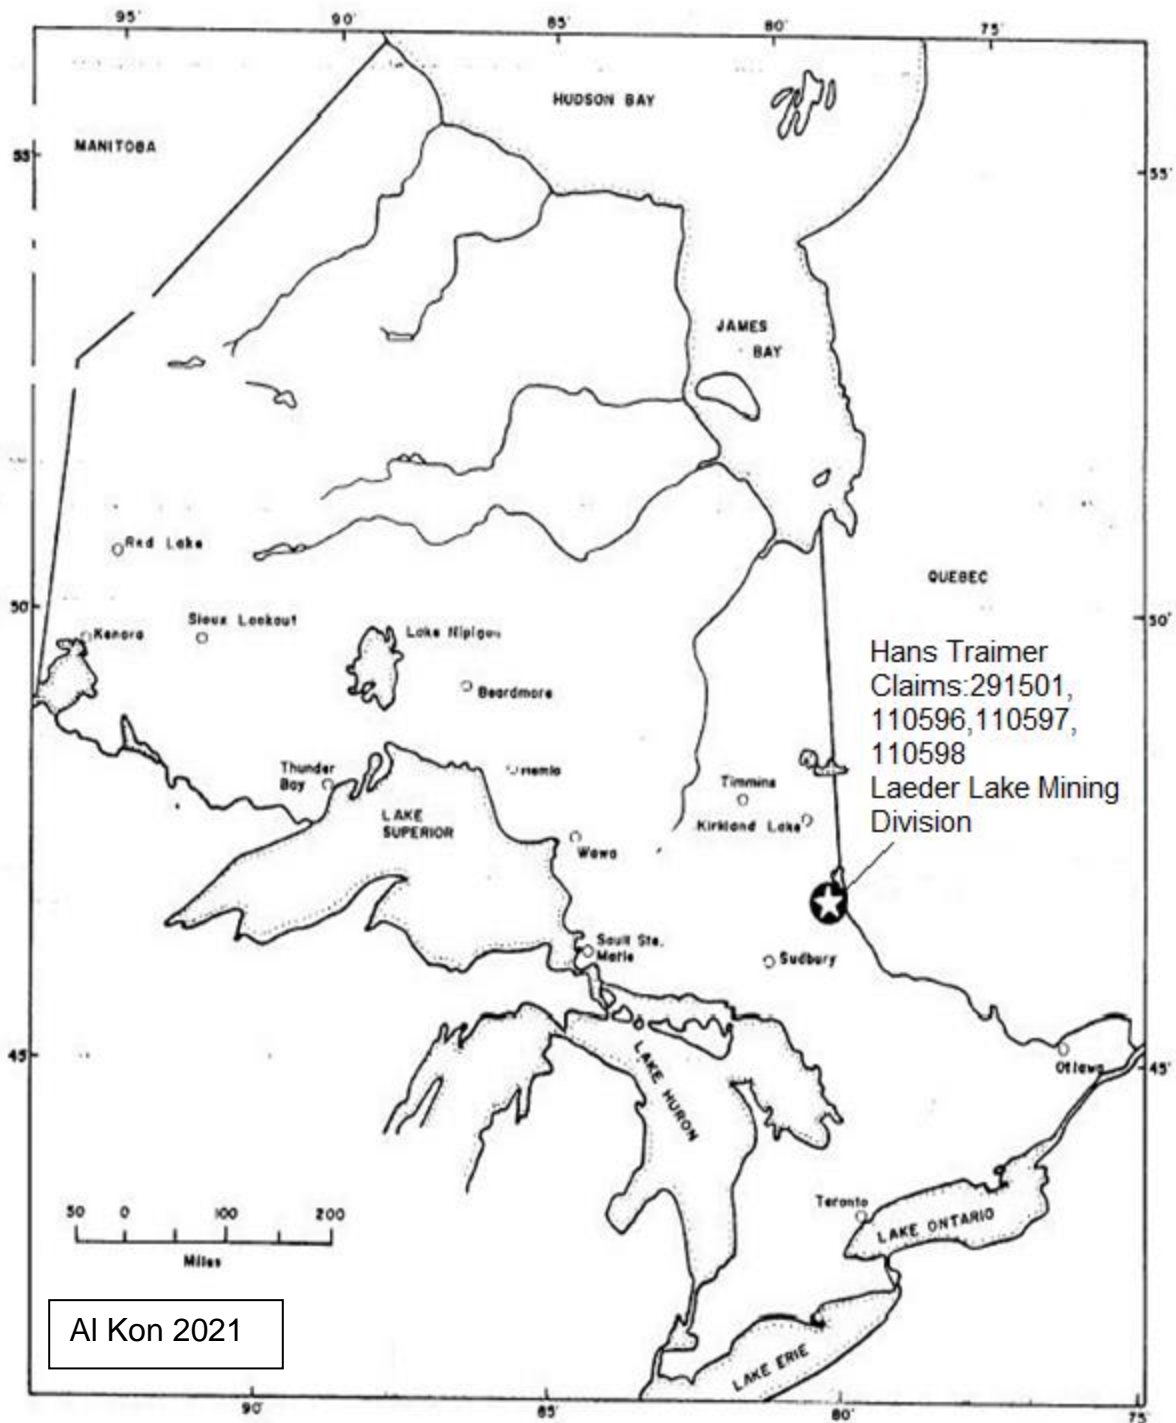 95°
90°
85°
80°
75°
HUDSON BAY
MANITOBA
55°
55°
JAMES
BAY
Red Lake
QUEBEC
50°
50°
Sioux Lookout
Kenora
Lake Nipigon
Beardmore
Hans Traimer
Claims:291501,
110596,110597,
110598
Laeder Lake Mining
Division
Thunder
Bay
Hemlo
Timmins
LAKE
SUPERIOR
Kirkland Lake
Wawa
Sault Ste.
Marie
Sudbury
45°
45°
Ottawa
LAKE HURON
Toronto
LAKE ONTARIO
50 0 100 200
Miles
LAKE ERIE
Al Kon 2021
90°
85°
80°
75°